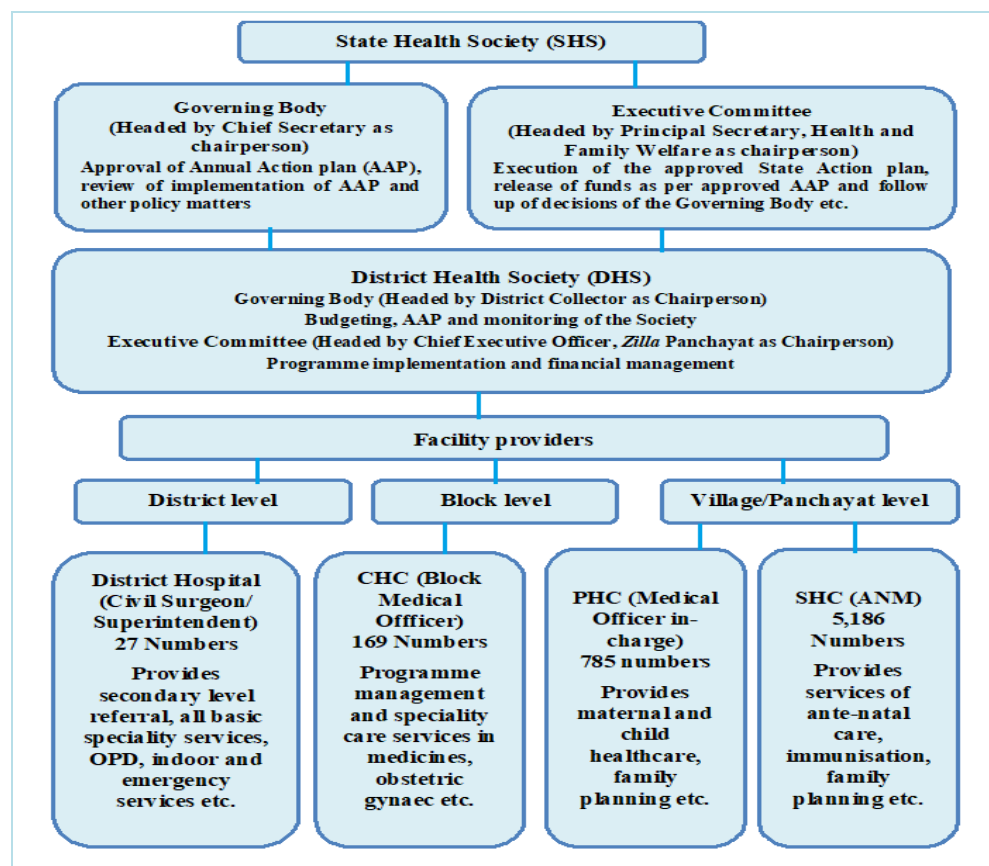 State Health Society (SHS)
Governing Body
(Headed by Chief Secretary as
chairperson)
Approval of Annual Action plan (AAP),
review of implementation of AAP and
other policy matters
Executive Committee
(Headed by Principal Secretary, Health and
Family Welfare as chairperson)
Execution of the approved State Action plan,
release of funds as per approved AAP and follow
up of decisions of the Governing Body etc.
District Health Society (DHS)
Governing Body (Headed by District Collector as Chairperson)
Budgeting, AAP and monitoring of the Society
Executive Committee (Headed by Chief Executive Officer, Zilla Panchayat as Chairperson)
Programme implementation and financial management
Facility providers
District level
Block level
Village/Panchayat level
District Hospital
(Civil Surgeon/
Superintendent)
27 Numbers
Provides
secondary level
referral, all basic
speciality services,
OPD, indoor and
emergency
services etc.
CHC (Block
Medical
Offficer)
169 Numbers
Programme
management
and speciality
care services in
medicines,
obstetric
gynaec etc.
PHC (Medical
Officer in-
charge)
785 numbers
Provides
maternal and
child
healthcare,
family
planning etc.
SHC (ANM)
5,186
Numbers
Provides
services of
ante-natal
care,
immunisation,
family
planning etc.